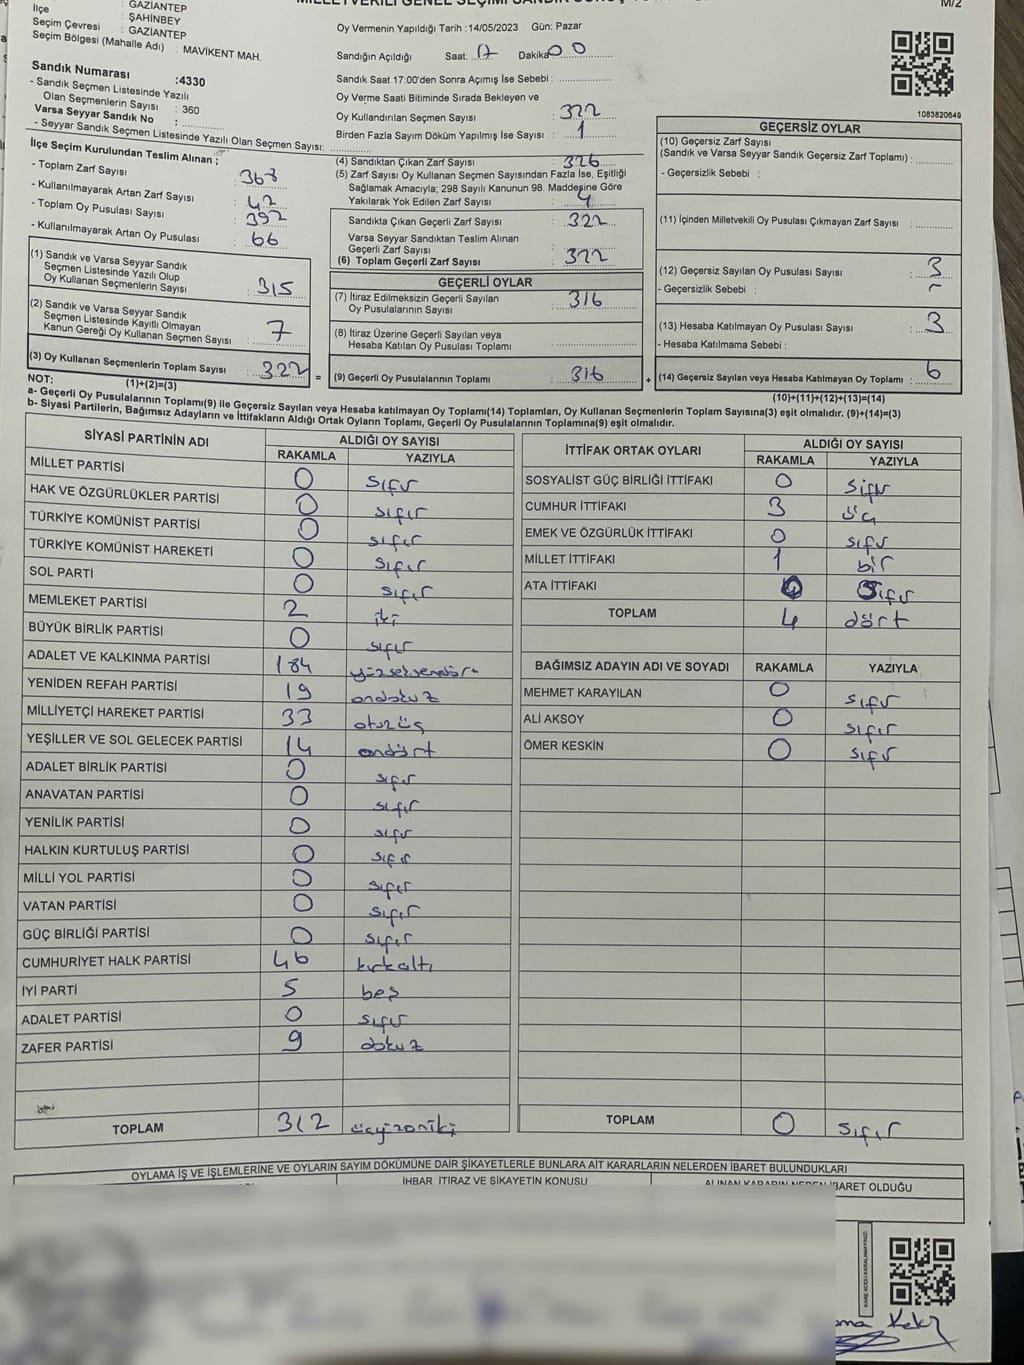 M/2
İlçe : GAZİANTEP
: ŞAHİNBEY
Seçim Çevresi : GAZİANTEP
Seçim Bölgesi (Mahalle Adı) : MAVİKENT MAH.
Sandık Numarası :4330
- Sandık Seçmen Listesinde Yazılı
Olan Seçmenlerin Sayısı : 360
Varsa Seyyar Sandık No :
- Seyyar Sandık Seçmen Listesinde Yazılı Olan Seçmen Sayısı:
İlçe Seçim Kurulundan Teslim Alınan ;
- Toplam Zarf Sayısı : 368
- Kullanılmayarak Artan Zarf Sayısı : 42
- Toplam Oy Pusulası Sayısı : 392
- Kullanılmayarak Artan Oy Pusulası : 66
(1) Sandık ve Varsa Seyyar Sandık
Seçmen Listesinde Yazılı Olup
Oy Kullanan Seçmenlerin Sayısı : 315
(2) Sandık ve Varsa Seyyar Sandık
Seçmen Listesinde Kayıtlı Olmayan
Kanun Gereği Oy Kullanan Seçmen Sayısı : 7
(3) Oy Kullanan Seçmenlerin Toplam Sayısı : 322 =
(1)+(2)=(3)
Oy Vermenin Yapıldığı Tarih :14/05/2023 Gün: Pazar
Sandığın Açıldığı Saat: 17 Dakika 00
Sandık Saat 17:00'den Sonra Açımış İse Sebebi :
Oy Verme Saati Bitiminde Sırada Bekleyen ve
Oy Kullandırılan Seçmen Sayısı : 322
Birden Fazla Sayım Döküm Yapılmış İse Sayısı : 1
(4) Sandıktan Çıkan Zarf Sayısı : 326
(5) Zarf Sayısı Oy Kullanan Seçmen Sayısından Fazla İse, Eşitliği
Sağlamak Amacıyla; 298 Sayılı Kanunun 98. Maddesine Göre
Yakılarak Yok Edilen Zarf Sayısı : 4
Sandıkta Çıkan Geçerli Zarf Sayısı : 322
Varsa Seyyar Sandıktan Teslim Alınan
Geçerli Zarf Sayısı :
(6) Toplam Geçerli Zarf Sayısı : 322
GEÇERLİ OYLAR
(7) İtiraz Edilmeksizin Geçerli Sayılan
Oy Pusulalarının Sayısı : 316
(8) İtiraz Üzerine Geçerli Sayılan veya
Hesaba Katılan Oy Pusulası Toplamı :
(9) Geçerli Oy Pusulalarının Toplamı : 316 +
1083820649
GEÇERSİZ OYLAR
(10) Geçersiz Zarf Sayısı
(Sandık ve Varsa Seyyar Sandık Geçersiz Zarf Toplamı) :
- Geçersizlik Sebebi :
(11) İçinden Milletvekili Oy Pusulası Çıkmayan Zarf Sayısı :
(12) Geçersiz Sayılan Oy Pusulası Sayısı : 3
- Geçersizlik Sebebi :
(13) Hesaba Katılmayan Oy Pusulası Sayısı : 3
- Hesaba Katılmama Sebebi :
(14) Geçersiz Sayılan veya Hesaba Katılmayan Oy Toplamı : 6
(10)+(11)+(12)+(13)=(14)
NOT:
a- Geçerli Oy Pusulalarının Toplamı(9) ile Geçersiz Sayılan veya Hesaba katılmayan Oy Toplamı(14) Toplamları, Oy Kullanan Seçmenlerin Toplam Sayısına(3) eşit olmalıdır. (9)+(14)=(3)
b- Siyasi Partilerin, Bağımsız Adayların ve İttifakların Aldığı Ortak Oyların Toplamı, Geçerli Oy Pusulalarının Toplamına(9) eşit olmalıdır.
SİYASİ PARTİNİN ADI ALDIĞI OY SAYISI
RAKAMLA YAZIYLA
MİLLET PARTİSİ 0 sıfır
HAK VE ÖZGÜRLÜKLER PARTİSİ 0 sıfır
TÜRKİYE KOMÜNİST PARTİSİ 0 sıfır
TÜRKİYE KOMÜNİST HAREKETİ 0 sıfır
SOL PARTİ 0 sıfır
MEMLEKET PARTİSİ 2 iki
BÜYÜK BİRLİK PARTİSİ 0 sıfır
ADALET VE KALKINMA PARTİSİ 184 yüzseksendört
YENİDEN REFAH PARTİSİ 19 ondokuz
MİLLİYETÇİ HAREKET PARTİSİ 33 otuzüç
YEŞİLLER VE SOL GELECEK PARTİSİ 14 ondört
ADALET BİRLİK PARTİSİ 0 sıfır
ANAVATAN PARTİSİ 0 sıfır
YENİLİK PARTİSİ 0 sıfır
HALKIN KURTULUŞ PARTİSİ 0 sıfır
MİLLİ YOL PARTİSİ 0 sıfır
VATAN PARTİSİ 0 sıfır
GÜÇ BİRLİĞİ PARTİSİ 0 sıfır
CUMHURİYET HALK PARTİSİ 46 kırkaltı
İYİ PARTİ 5 beş
ADALET PARTİSİ 0 sıfır
ZAFER PARTİSİ 9 dokuz
TOPLAM 312 üçyüzoniki
İTTİFAK ORTAK OYLARI ALDIĞI OY SAYISI
RAKAMLA YAZIYLA
SOSYALİST GÜÇ BİRLİĞİ İTTİFAKI 0 sıfır
CUMHUR İTTİFAKI 3 üç
EMEK VE ÖZGÜRLÜK İTTİFAKI 0 sıfır
MİLLET İTTİFAKI 1 bir
ATA İTTİFAKI 0 sıfır
TOPLAM 4 dört
BAĞIMSIZ ADAYIN ADI VE SOYADI RAKAMLA YAZIYLA
MEHMET KARAYILAN 0 sıfır
ALİ AKSOY 0 sıfır
ÖMER KESKİN 0 sıfır
TOPLAM 0 sıfır
OYLAMA İŞ VE İŞLEMLERİNE VE OYLARIN SAYIM DÖKÜMÜNE DAİR ŞİKAYETLERLE BUNLARA AİT KARARLARIN NELERDEN İBARET BULUNDUKLARI
İHBAR, İTİRAZ VE ŞİKAYETİN KONUSU
ALINAN KARARIN NEDEN İBARET OLDUĞU